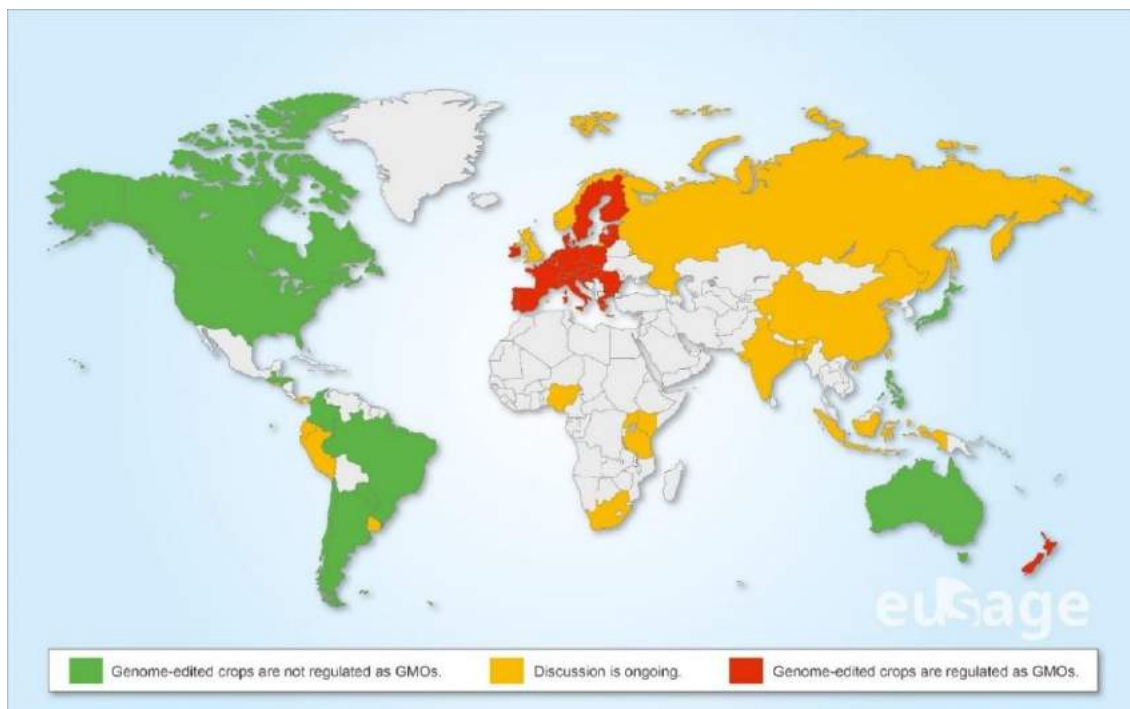 eusage
Genome-edited crops are not regulated as GMOs.
Discussion is ongoing.
Genome-edited crops are regulated as GMOs.